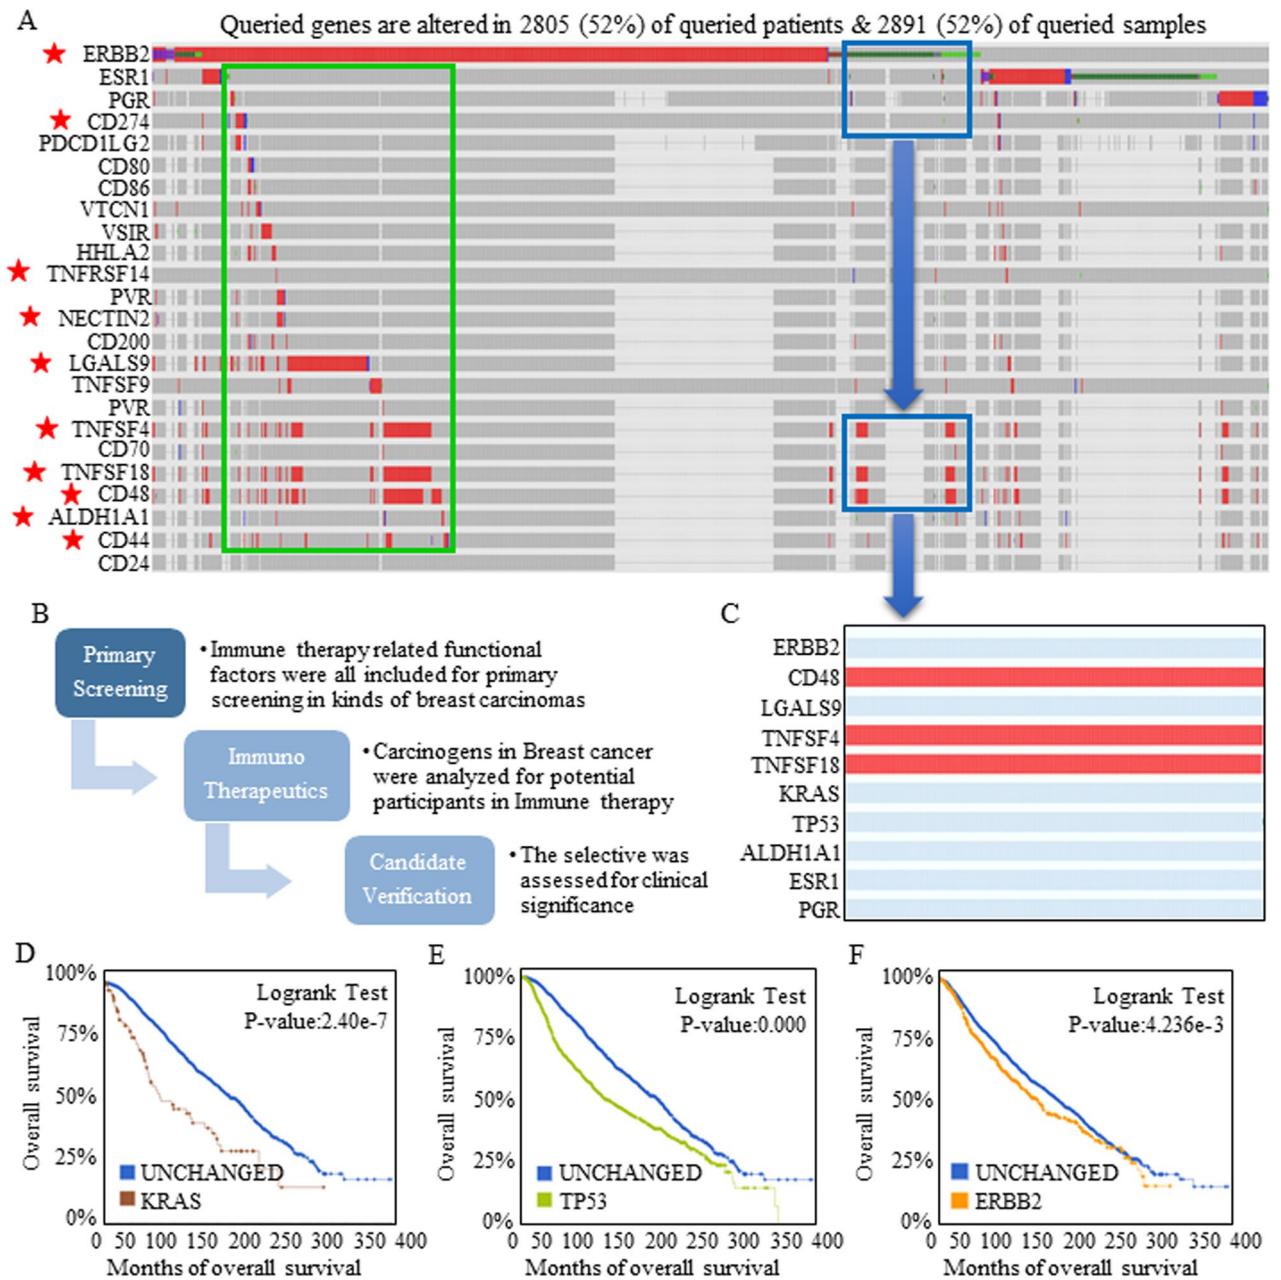 A
Queried genes are altered in 2805 (52%) of queried patients & 2891 (52%) of queried samples
ERBB2
ESR1
PGR
CD274
PDCD1LG2
CD80
CD86
VTCN1
VSIR
HHLA2
TNFRSF14
PVR
NECTIN2
CD200
LGALS9
TNFSF9
PVR
TNFSF4
CD70
TNFSF18
CD48
ALDH1A1
CD44
CD24
B
Primary
Screening
• Immune therapy related functional
factors were all included for primary
screening in kinds of breast carcinomas
Immuno
Therapeutics
• Carcinogens in Breast cancer
were analyzed for potential
participants in Immune therapy
Candidate
Verification
• The selective was
assessed for clinical
significance
C
ERBB2
CD48
LGALS9
TNFSF4
TNFSF18
KRAS
TP53
ALDH1A1
ESR1
PGR
D
100%
75%
50%
25%
0%
Overall survival
Logrank Test
P-value:2.40e-7
UNCHANGED
KRAS
0 50 100 150 200 250 300 350 400
Months of overall survival
E
100%
75%
50%
25%
0%
Overall survival
Logrank Test
P-value:0.000
UNCHANGED
TP53
0 50 100 150 200 250 300 350 400
Months of overall survival
F
100%
75%
50%
25%
0%
Overall survival
Logrank Test
P-value:4.236e-3
UNCHANGED
ERBB2
0 50 100 150 200 250 300 350 400
Months of overall survival